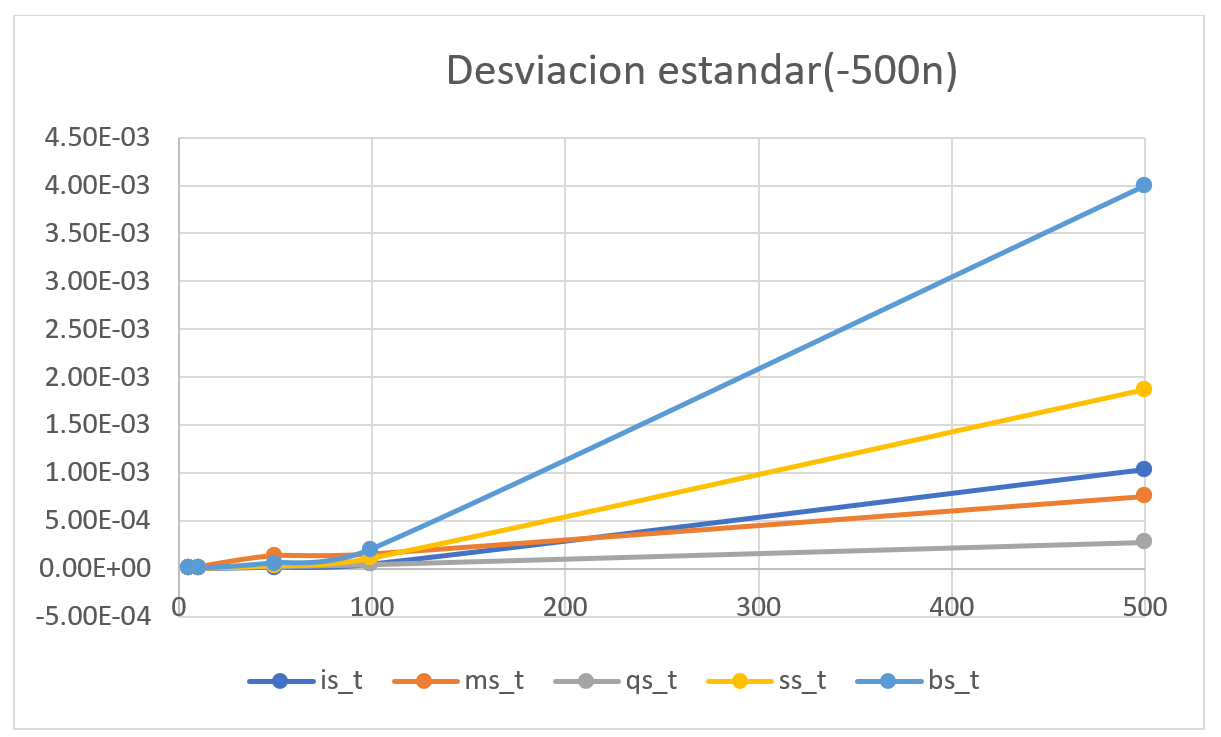 Desviacion estandar(-500n)
4.50E-03
4.00E-03
3.50E-03
3.00E-03
2.50E-03
2.00E-03
1.50E-03
1.00E-03
5.00E-04
0.00E+00
-5.00E-04
0 100 200 300 400 500
is_t ms_t qs_t ss_t bs_t